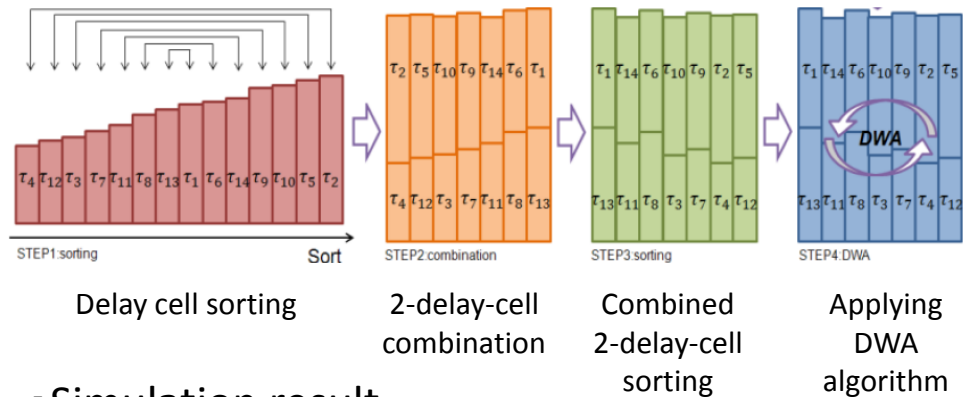 τ4 τ12 τ3 τ7 τ11 τ8 τ13 τ1 τ6 τ14 τ9 τ10 τ5 τ2
STEP1:sorting
Sort
Delay cell sorting
τ2 τ5 τ10 τ9 τ14 τ6 τ1
τ4 τ12 τ3 τ7 τ11 τ8 τ13
STEP2:combination
2-delay-cell
combination
τ1 τ14 τ6 τ10 τ9 τ2 τ5
τ13 τ11 τ8 τ3 τ7 τ4 τ12
STEP3:sorting
Combined
2-delay-cell
sorting
τ1 τ14 τ6 τ10 τ9 τ2 τ5
DWA
τ13 τ11 τ8 τ3 τ7 τ4 τ12
STEP4:DWA
Applying
DWA
algorithm
Simulation result